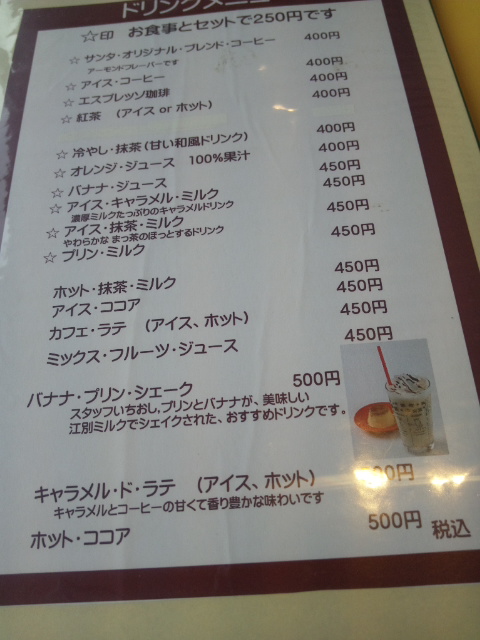 ドリンクメニュー
☆印 お食事とセットで250円です
☆ サンタ・オリジナル・ブレンド・コーヒー 400円
アーモンドフレーバーです
☆ アイス・コーヒー 400円
☆ エスプレッソ珈琲 400円
☆ 紅茶 (アイス or ホット) 400円
☆ 冷やし・抹茶(甘い和風ドリンク) 400円
☆ オレンジ・ジュース 100%果汁 400円
☆ バナナ・ジュース 450円
☆ アイス・キャラメル・ミルク 450円
濃厚ミルクたっぷりのキャラメルドリンク
☆ アイス・抹茶・ミルク 450円
やわらかな まっ茶のほっとするドリンク
☆ プリン・ミルク 450円
ホット・抹茶・ミルク 450円
アイス・ココア 450円
カフェ・ラテ (アイス、ホット) 450円
ミックス・フルーツ・ジュース 450円
バナナ・プリン・シェーク 500円
スタッフいちおし,プリンとバナナが、美味しい
江別ミルクでシェイクされた、おすすめドリンクです。
キャラメル・ド・ラテ (アイス、ホット) 00円
キャラメルとコーヒーの甘くて香り豊かな味わいです
ホット・ココア 500円
税込